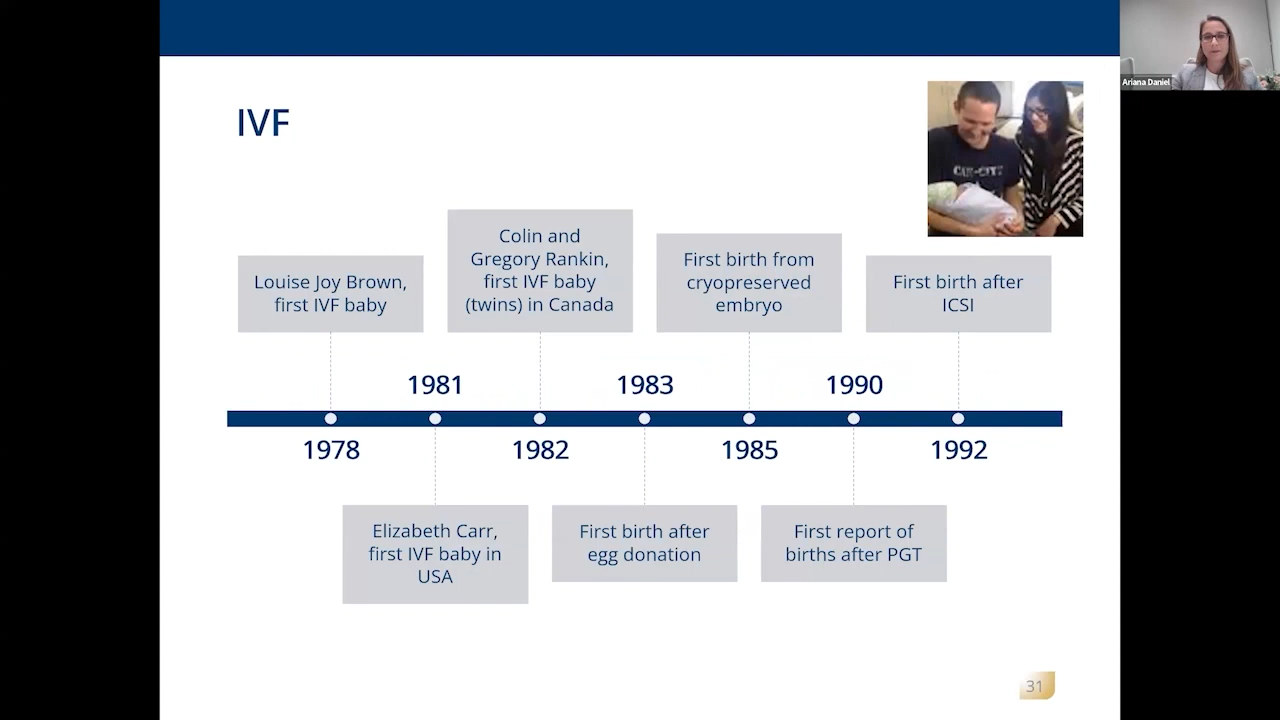 Ariana Daniel
IVF
Louise Joy Brown,
first IVF baby
Colin and
Gregory Rankin,
first IVF baby
(twins) in Canada
First birth from
cryopreserved
embryo
First birth after
ICSI
1981
1983
1990
1978
1982
1985
1992
Elizabeth Carr,
first IVF baby in
USA
First birth after
egg donation
First report of
births after PGT
31